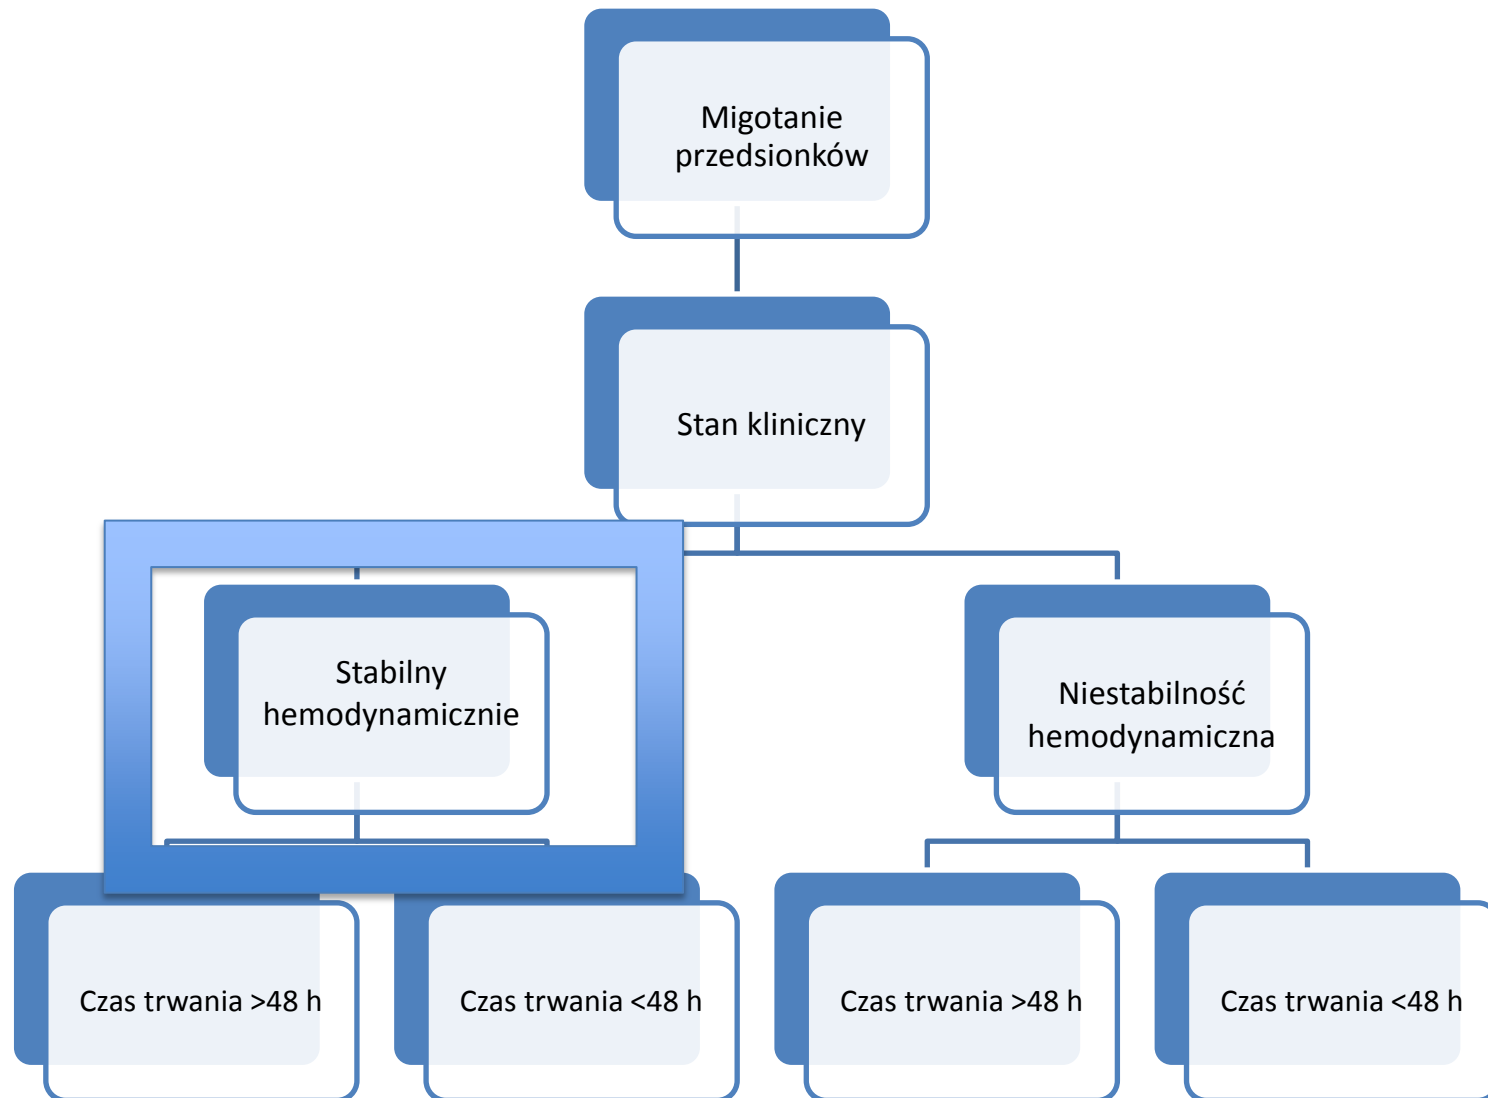 Migotanie
przedsionków
Stan kliniczny
Stabilny
hemodynamicznie
Niestabilność
hemodynamiczna
Czas trwania >48 h
Czas trwania <48 h
Czas trwania >48 h
Czas trwania <48 h